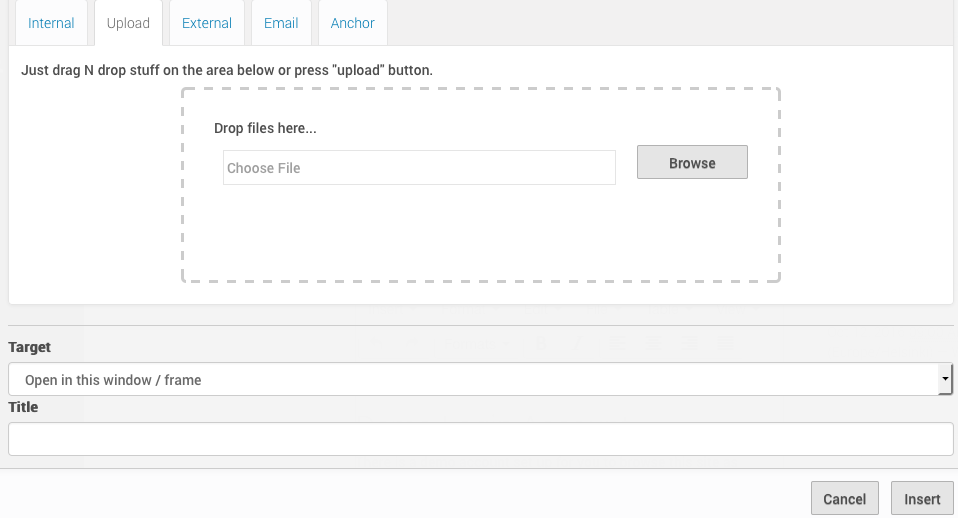 Internal Upload External Email Anchor
Just drag N drop stuff on the area below or press "upload" button.
Drop files here...
Choose File Browse
Target
Open in this window / frame
Title
Cancel Insert